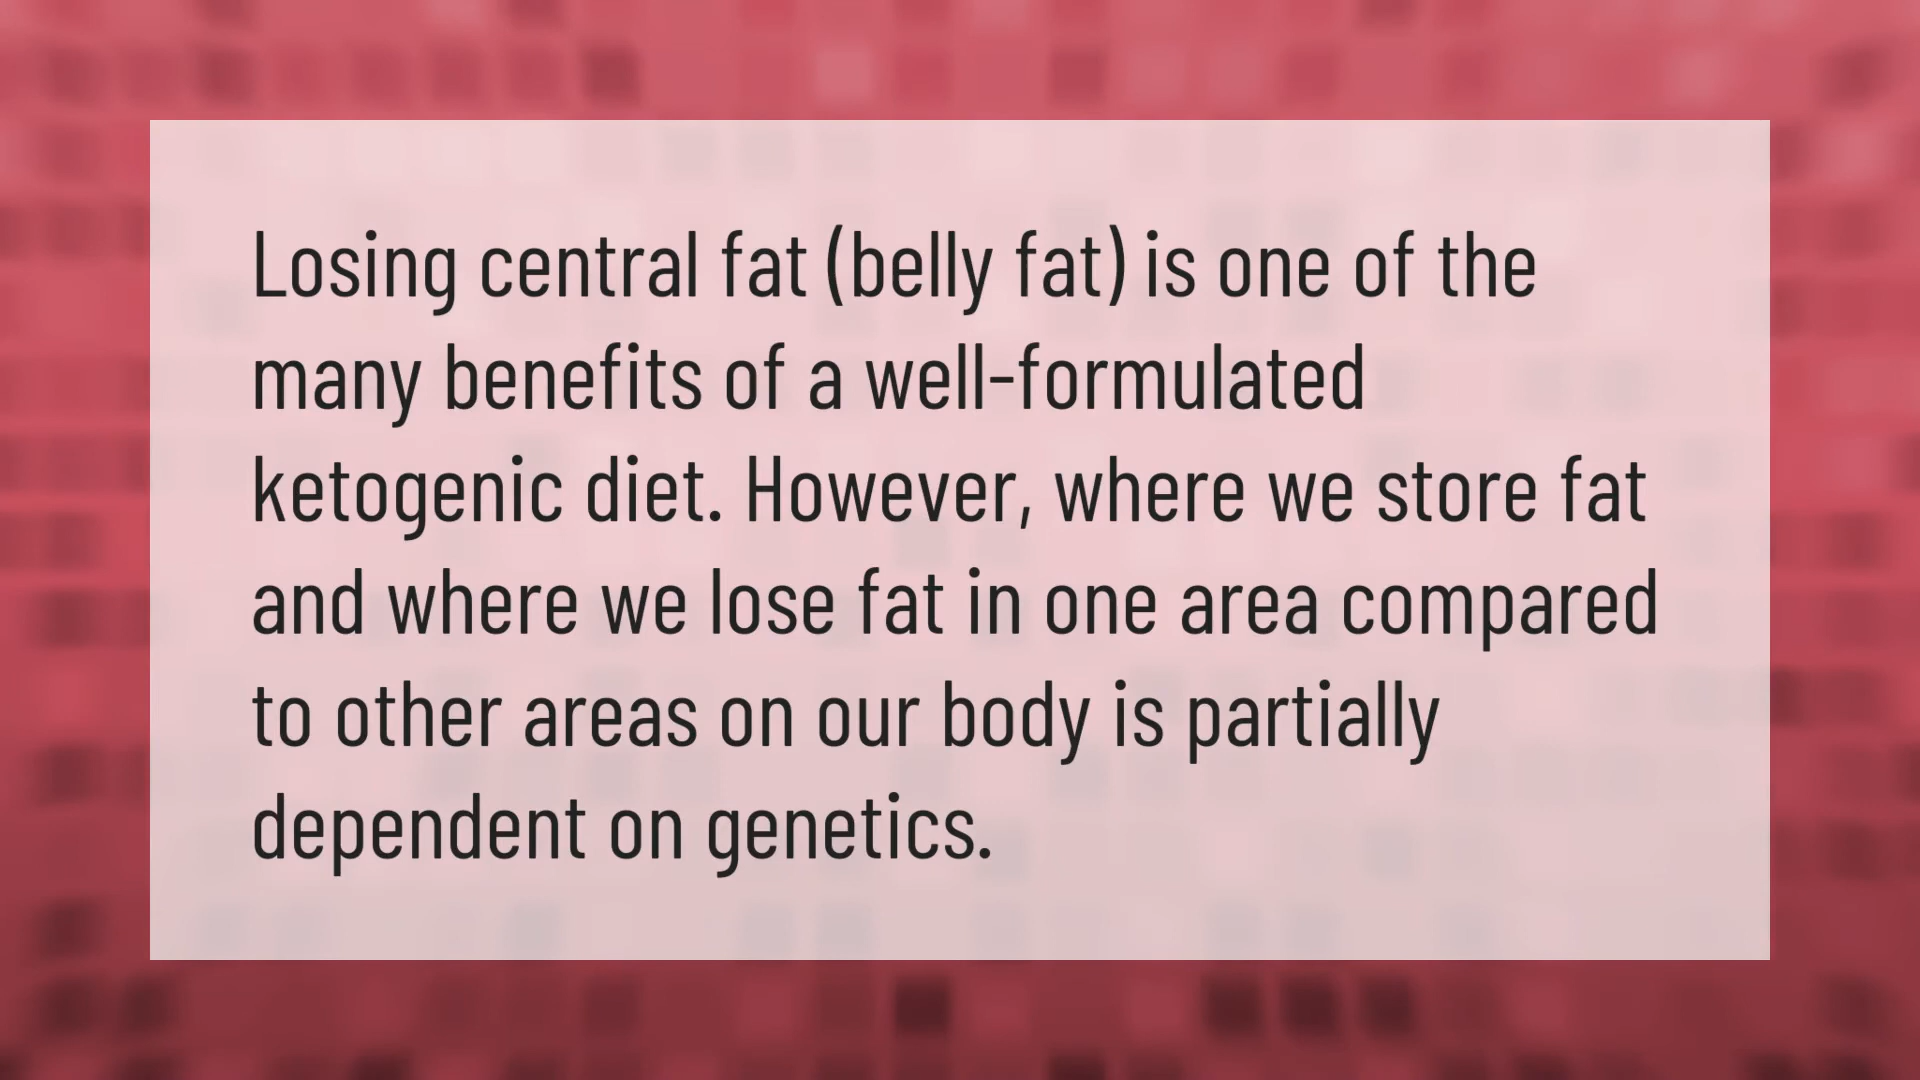 Losing central fat (belly fat) is one of the
many benefits of a well-formulated
ketogenic diet. However, where we store fat
and where we lose fat in one area compared
to other areas on our body is partially
dependent on genetics.